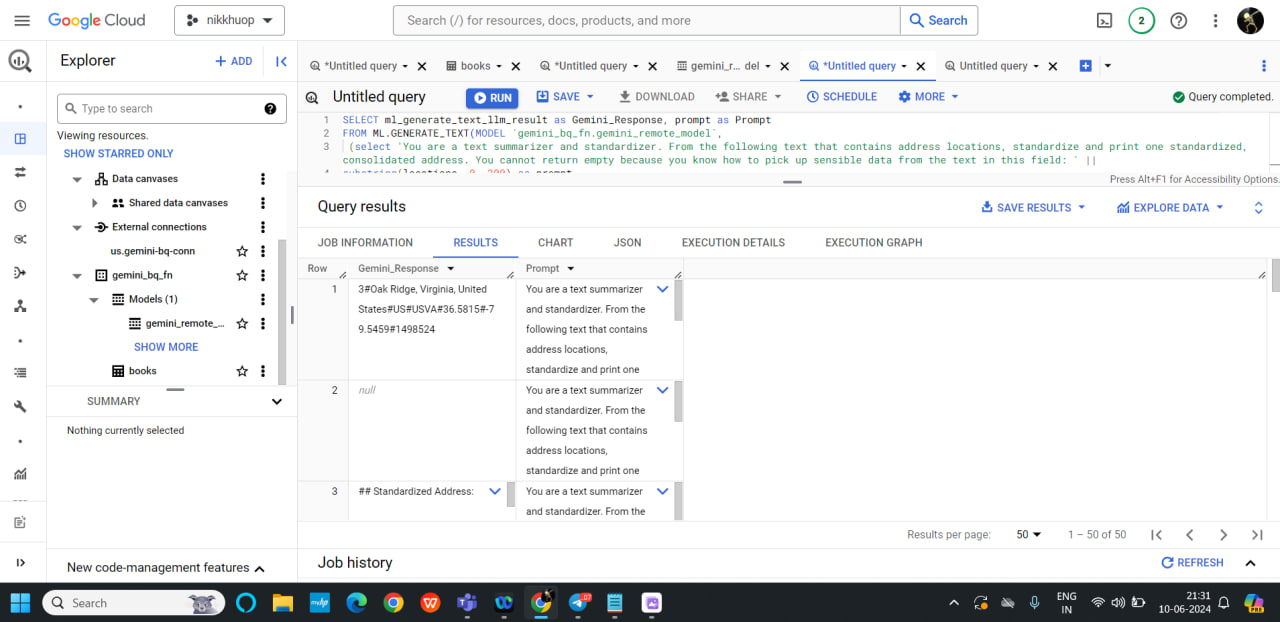 Google Cloud
nikkhuop
Search (/) for resources, docs, products, and more
Search
2
Explorer
+ ADD
*Untitled query
books
*Untitled query
gemini_r... del
*Untitled query
Untitled query
Type to search
Viewing resources.
SHOW STARRED ONLY
Data canvases
Shared data canvases
External connections
us.gemini-bq-conn
gemini_bq_fn
Models (1)
gemini_remote_...
SHOW MORE
books
SUMMARY
Nothing currently selected
New code-management features
Untitled query
RUN
SAVE
DOWNLOAD
SHARE
SCHEDULE
MORE
Query completed.
1 SELECT ml_generate_text_llm_result as Gemini_Response, prompt as Prompt
2 FROM ML.GENERATE_TEXT(MODEL `gemini_bq_fn.gemini_remote_model`,
3 (select 'You are a text summarizer and standardizer. From the following text that contains address locations, standardize and print one standardized,
consolidated address. You cannot return empty because you know how to pick up sensible data from the text in this field: ' ||
Press Alt+F1 for Accessibility Options.
Query results
SAVE RESULTS
EXPLORE DATA
JOB INFORMATION
RESULTS
CHART
JSON
EXECUTION DETAILS
EXECUTION GRAPH
Row
Gemini_Response
Prompt
1
3#Oak Ridge, Virginia, United
States#US#USVA#36.5815#-7
9.5459#1498524
You are a text summarizer
and standardizer. From the
following text that contains
address locations,
standardize and print one
2
null
You are a text summarizer
and standardizer. From the
following text that contains
address locations,
standardize and print one
3
## Standardized Address:
You are a text summarizer
and standardizer. From the
Results per page:
50
1 – 50 of 50
Job history
REFRESH
Search
ENG
IN
21:31
10-06-2024